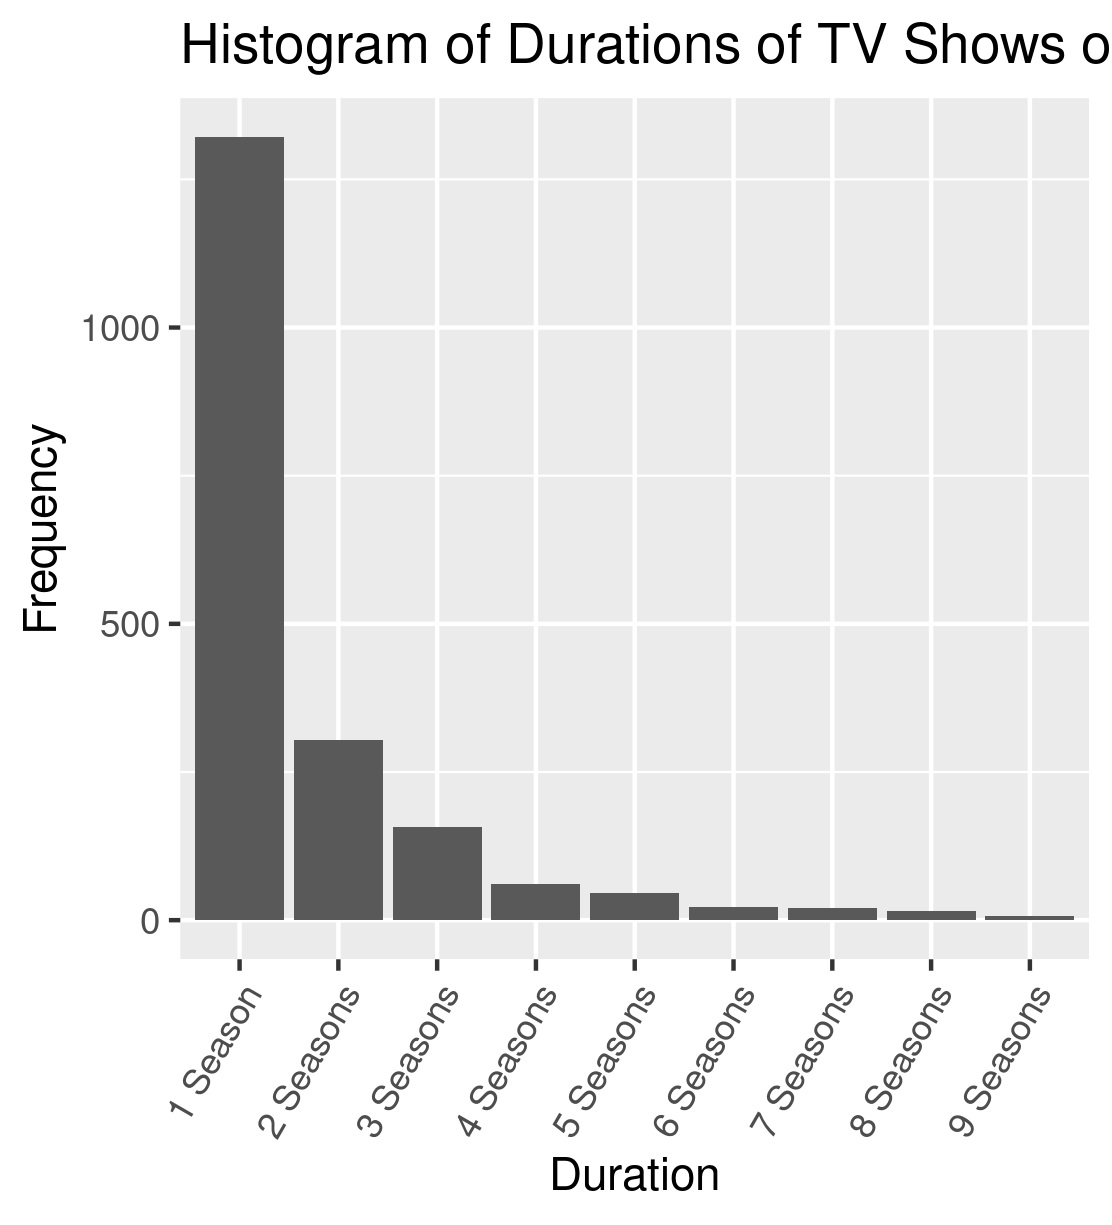 Histogram of Durations of TV Shows o
Frequency
1000
500
0
1 Season
2 Seasons
3 Seasons
4 Seasons
5 Seasons
6 Seasons
7 Seasons
8 Seasons
9 Seasons
Duration